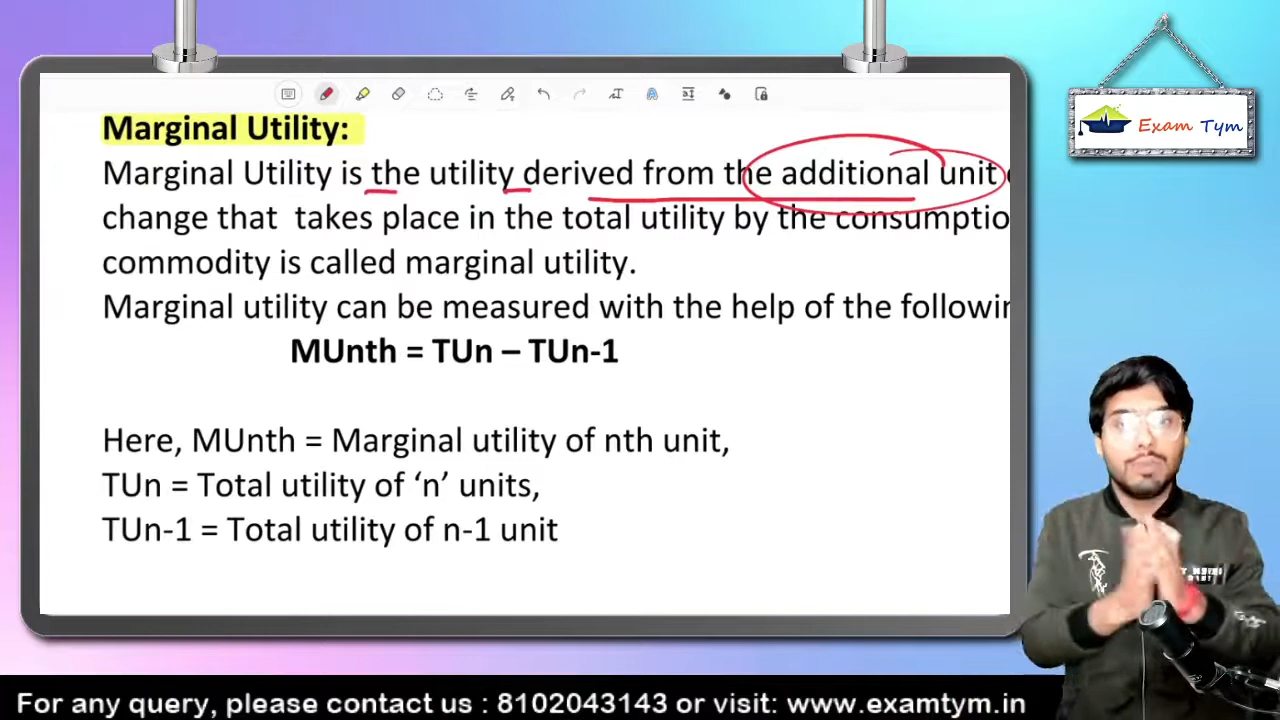 Exam Tym
Marginal Utility:
Marginal Utility is the utility derived from the additional unit
change that takes place in the total utility by the consumptio
commodity is called marginal utility.
Marginal utility can be measured with the help of the followin
MUnth = TUn – TUn-1
Here, MUnth = Marginal utility of nth unit,
TUn = Total utility of ‘n’ units,
TUn-1 = Total utility of n-1 unit
For any query, please contact us : 8102043143 or visit: www.examtym.in